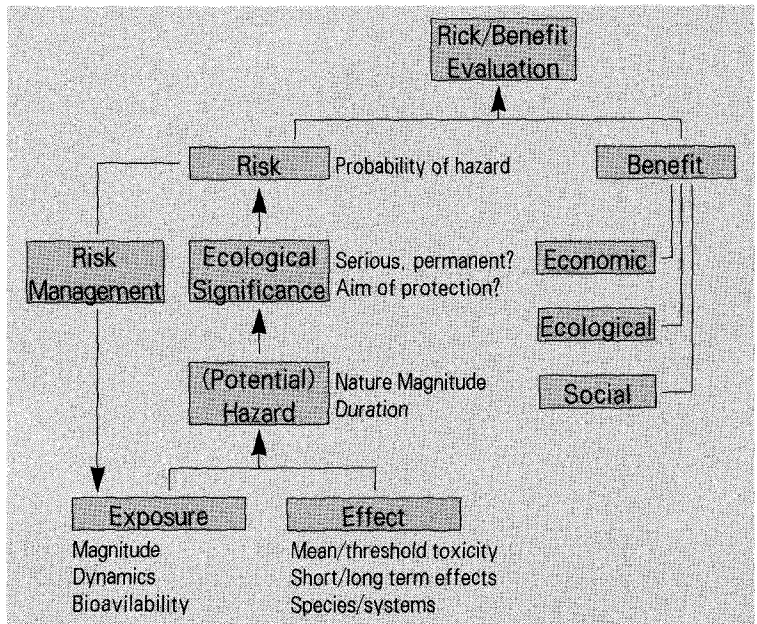 Rick/Benefit
Evaluation
Risk
Probability of hazard
Benefit
Risk
Management
Ecological
Significance
Serious, permanent?
Aim of protection?
Economic
Ecological
(Potential)
Hazard
Nature Magnitude
Duration
Social
Exposure
Effect
Magnitude
Dynamics
Bioavilability
Mean/threshold toxicity
Short/long term effects
Species/systems